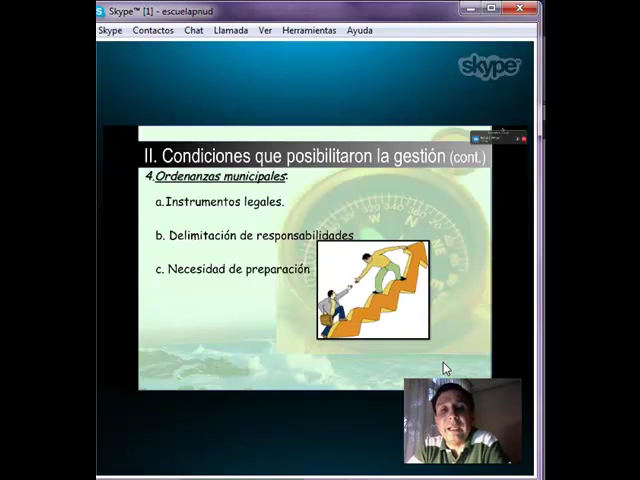 Skype™ [1] - escuelapnud
Skype Contactos Chat Llamada Ver Herramientas Ayuda
skype
II. Condiciones que posibilitaron la gestión (cont.)
4.Ordenanzas municipales:
a.Instrumentos legales.
b. Delimitación de responsabilidades
c. Necesidad de preparación
W N